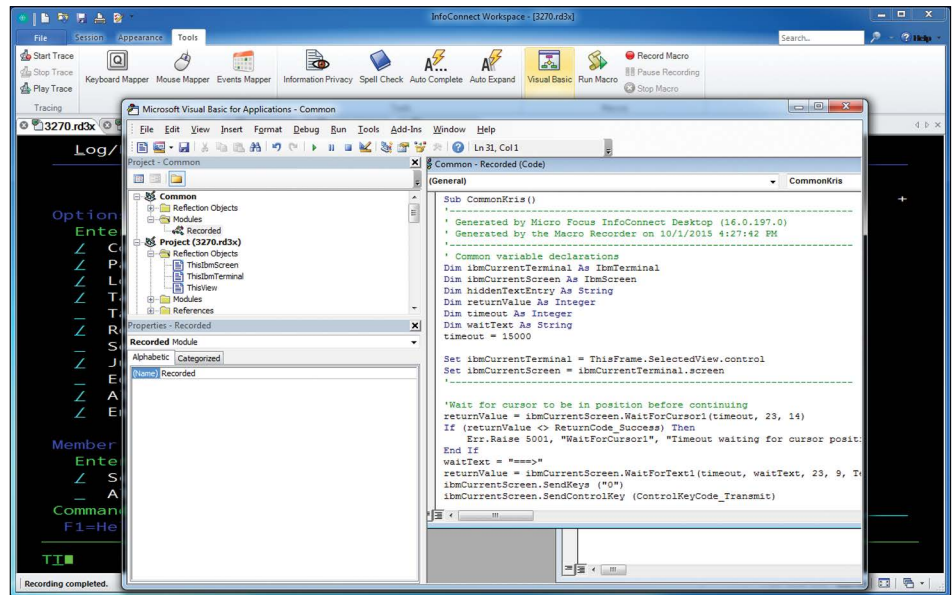 InfoConnect Workspace - [3270.rd3x]
File Session Appearance Tools
Search...
Help
Start Trace
Stop Trace
Play Trace
Keyboard Mapper Mouse Mapper Events Mapper Information Privacy Spell Check Auto Complete Auto Expand Visual Basic Run Macro
Record Macro
Pause Recording
Stop Macro
Tracing
3270.rd3x
Log/
Option
Ente
Member
Ente
Comman
F1=He
Recording completed.
Microsoft Visual Basic for Applications - Common
File Edit View Insert Format Debug Run Tools Add-Ins Window Help
Ln 31, Col 1
Project - Common
Common
Reflection Objects
Modules
Recorded
Project (3270.rd3x)
Reflection Objects
ThisIbmScreen
ThisIbmTerminal
ThisView
Modules
References
Properties - Recorded
Recorded Module
Alphabetic Categorized
(Name) Recorded
Common - Recorded (Code)
(General) CommonKris
Sub CommonKris()
'---------------------------------------------------------------
' Generated by Micro Focus InfoConnect Desktop (16.0.197.0)
' Generated by the Macro Recorder on 10/1/2015 4:27:42 PM
'---------------------------------------------------------------
' Common variable declarations
Dim ibmCurrentTerminal As IbmTerminal
Dim ibmCurrentScreen As IbmScreen
Dim hiddenTextEntry As String
Dim returnValue As Integer
Dim timeout As Integer
Dim waitText As String
timeout = 15000
Set ibmCurrentTerminal = ThisFrame.SelectedView.control
Set ibmCurrentScreen = ibmCurrentTerminal.screen
'---------------------------------------------------------------
'Wait for cursor to be in position before continuing
returnValue = ibmCurrentScreen.WaitForCursor1(timeout, 23, 14)
If (returnValue <> ReturnCode_Success) Then
Err.Raise 5001, "WaitForCursor1", "Timeout waiting for cursor posit
End If
waitText = "===>"
returnValue = ibmCurrentScreen.WaitForText1(timeout, waitText, 23, 9, Te
ibmCurrentScreen.SendKeys ("0")
ibmCurrentScreen.SendControlKey (ControlKeyCode_Transmit)